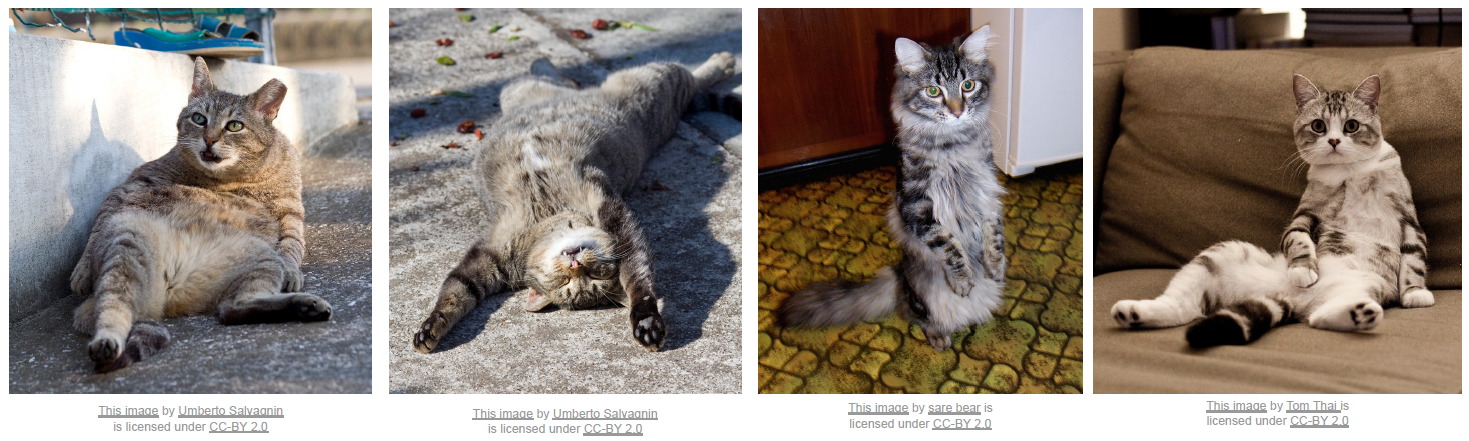 This image by Umberto Salvagnin
is licensed under CC-BY 2.0
This image by Umberto Salvagnin
is licensed under CC-BY 2.0
This image by sare bear is
licensed under CC-BY 2.0
This image by Tom Thai is
licensed under CC-BY 2.0